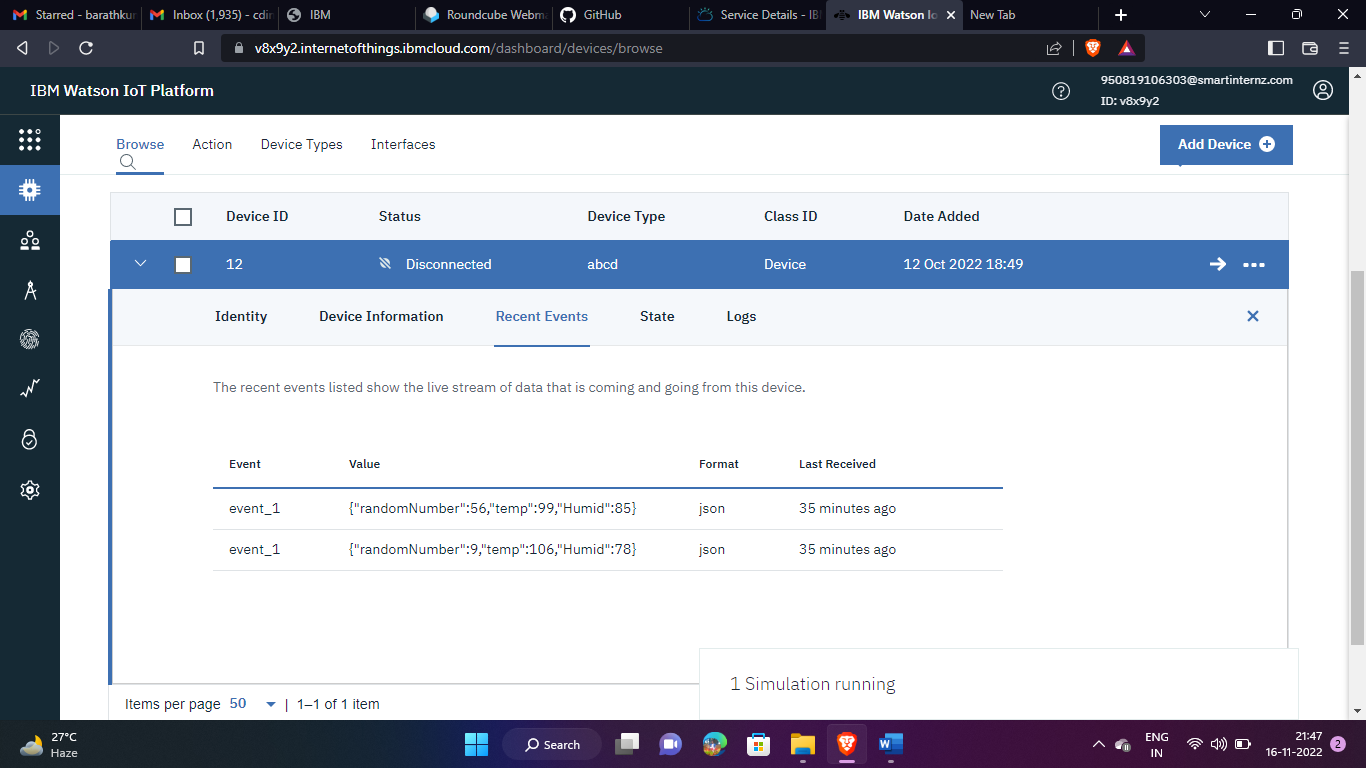 Starred - barathkur
Inbox (1,935) - cdir
IBM
Roundcube Webma
GitHub
Service Details - IB
IBM Watson Io
New Tab
v8x9y2.internetofthings.ibmcloud.com/dashboard/devices/browse
IBM Watson IoT Platform
950819106303@smartinternz.com
ID: v8x9y2
Browse
Action
Device Types
Interfaces
Add Device
Device ID
Status
Device Type
Class ID
Date Added
12
Disconnected
abcd
Device
12 Oct 2022 18:49
Identity
Device Information
Recent Events
State
Logs
The recent events listed show the live stream of data that is coming and going from this device.
Event
Value
Format
Last Received
event_1
{"randomNumber":56,"temp":99,"Humid":85}
json
35 minutes ago
event_1
{"randomNumber":9,"temp":106,"Humid":78}
json
35 minutes ago
1 Simulation running
Items per page 50 | 1–1 of 1 item
27°C
Haze
Search
ENG
IN
21:47
16-11-2022
2